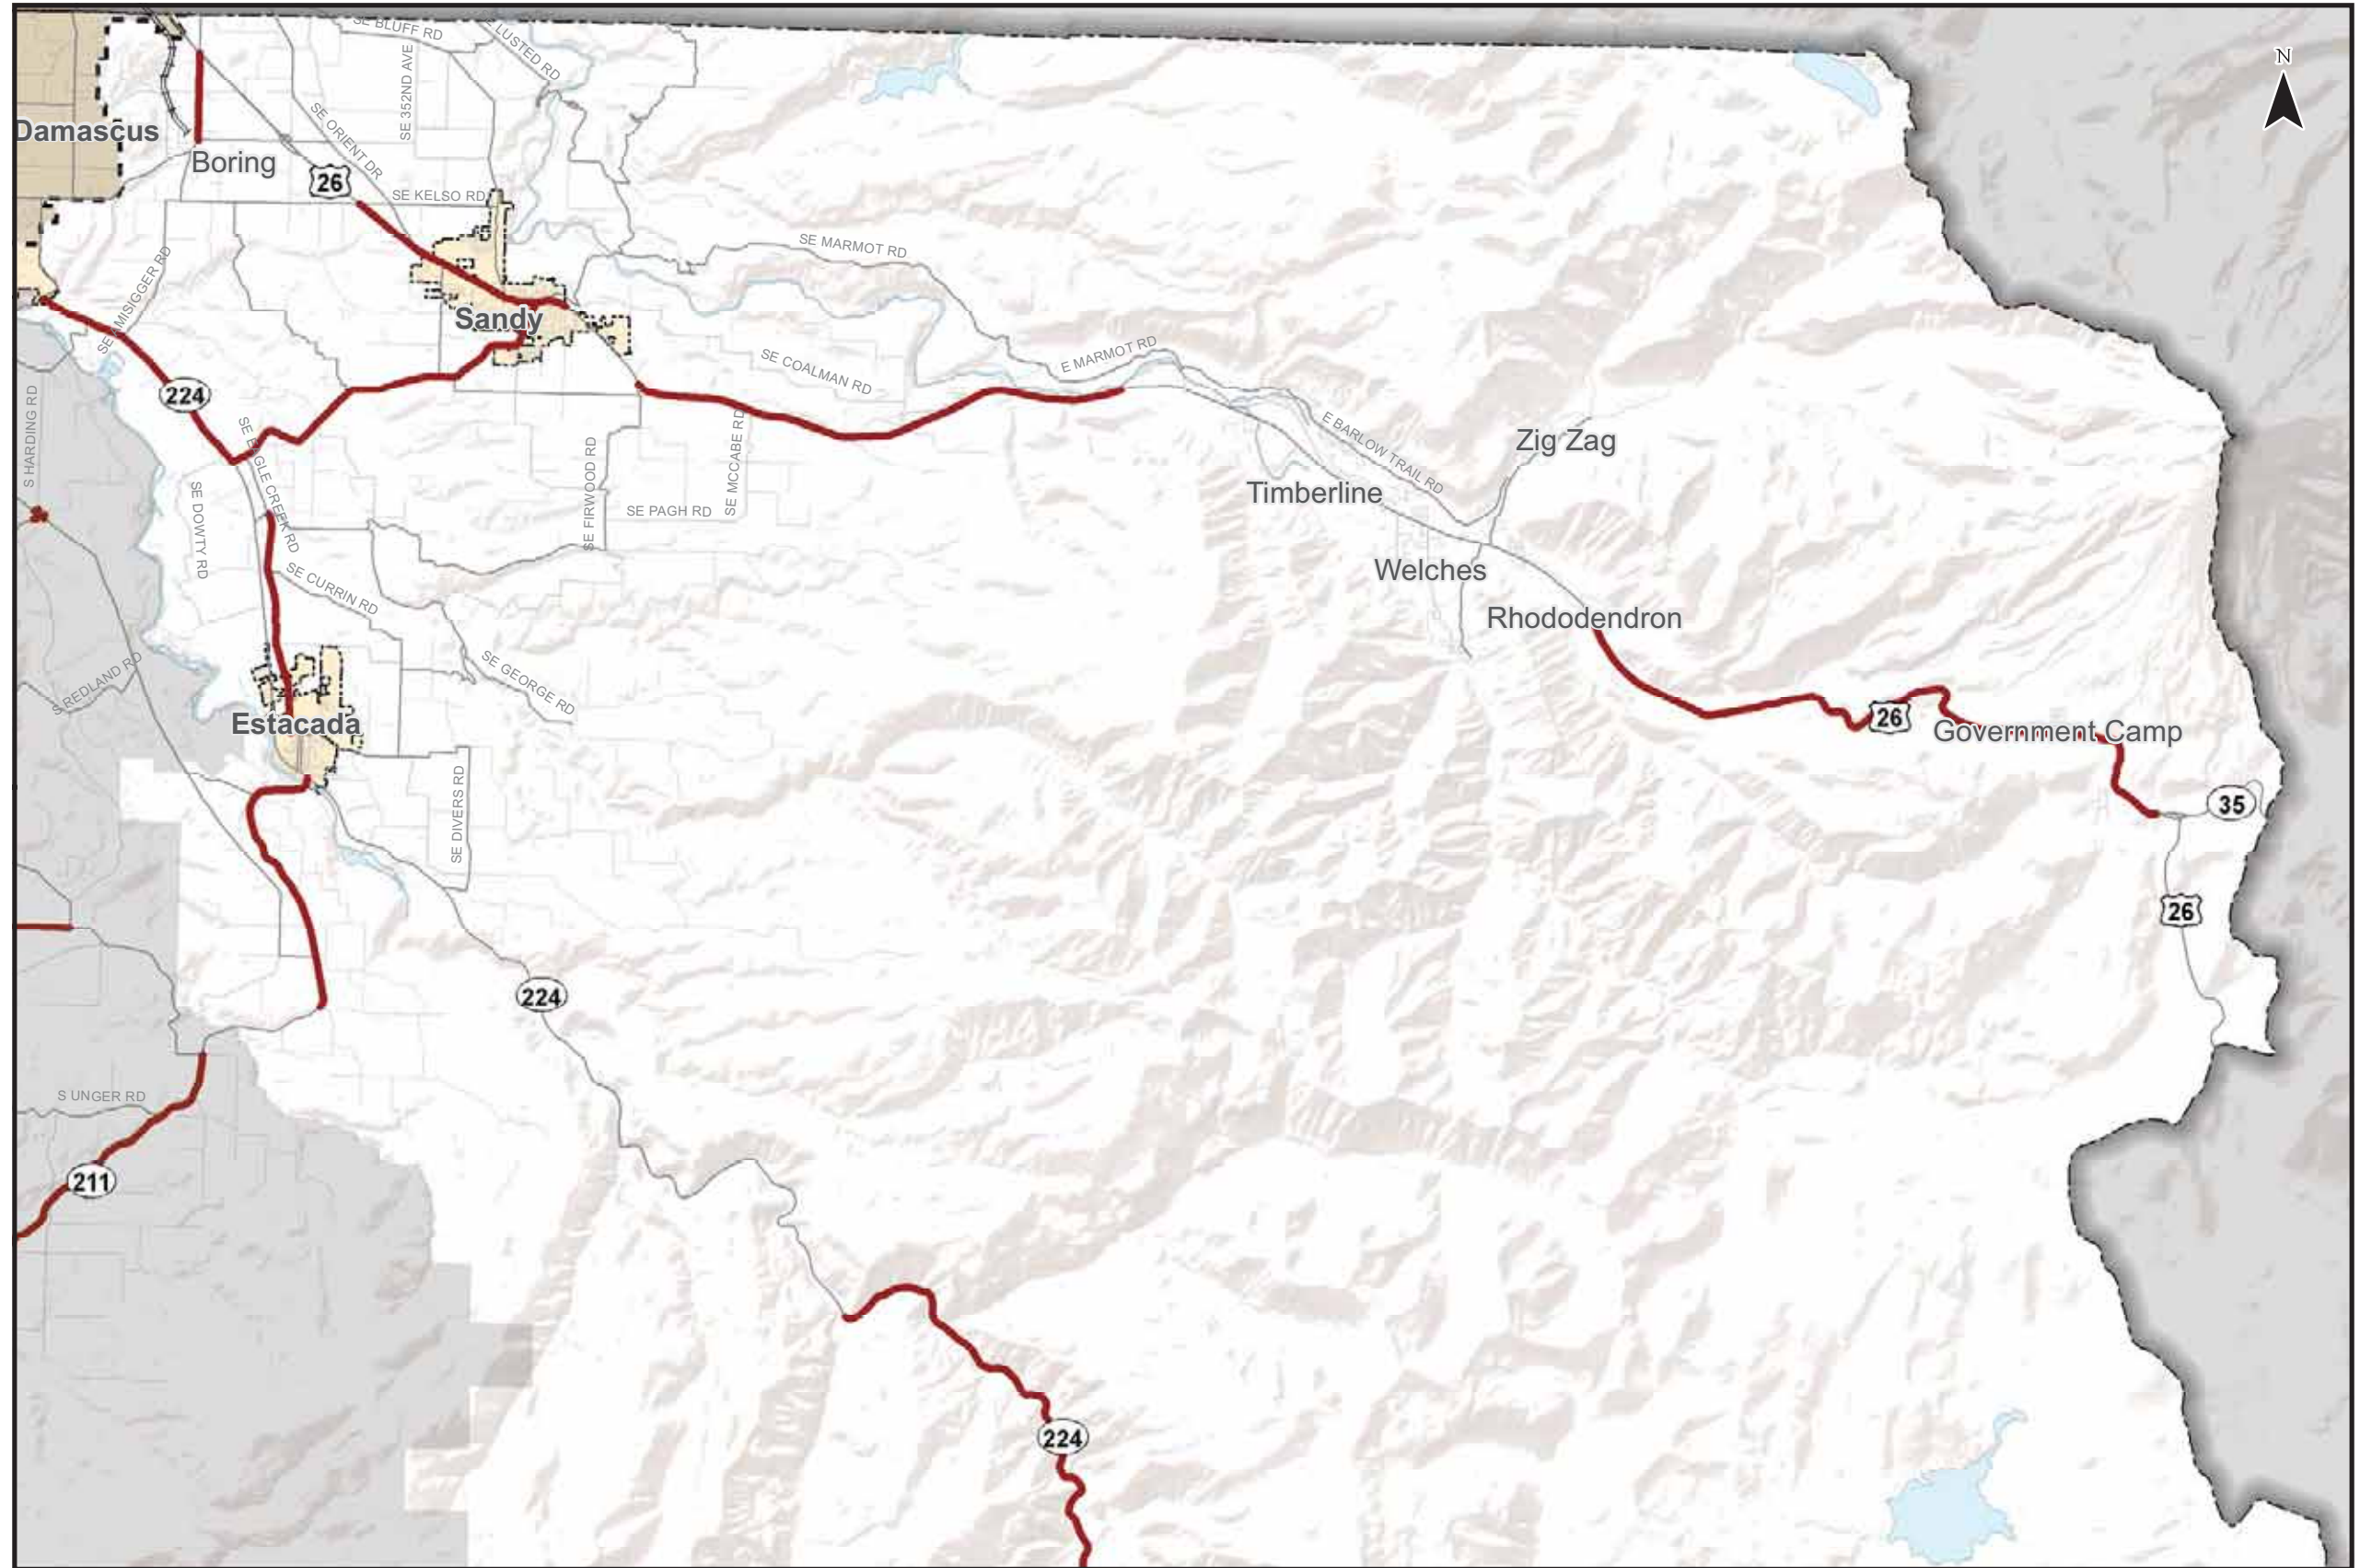 SE BLUFF RD
LUSTED RD
N
SE 352ND AVE
Damascus
SE ORIENT DR
Boring
26
SE KELSO RD
SE MARMOT RD
Sandy
E MARMOT RD
SE COALMAN RD
224
S HARDING RD
E BARLOW TRAIL RD
Zig Zag
SE MCCABE RD
SE FIRWOOD RD
SE PAGH RD
Timberline
SE DOWTY RD
SE CURRIN RD
Welches
Rhododendron
SE GEORGE RD
S REDLAND RD
Estacada
26
Government Camp
SE DIVERS RD
35
26
224
S UNGER RD
211
224